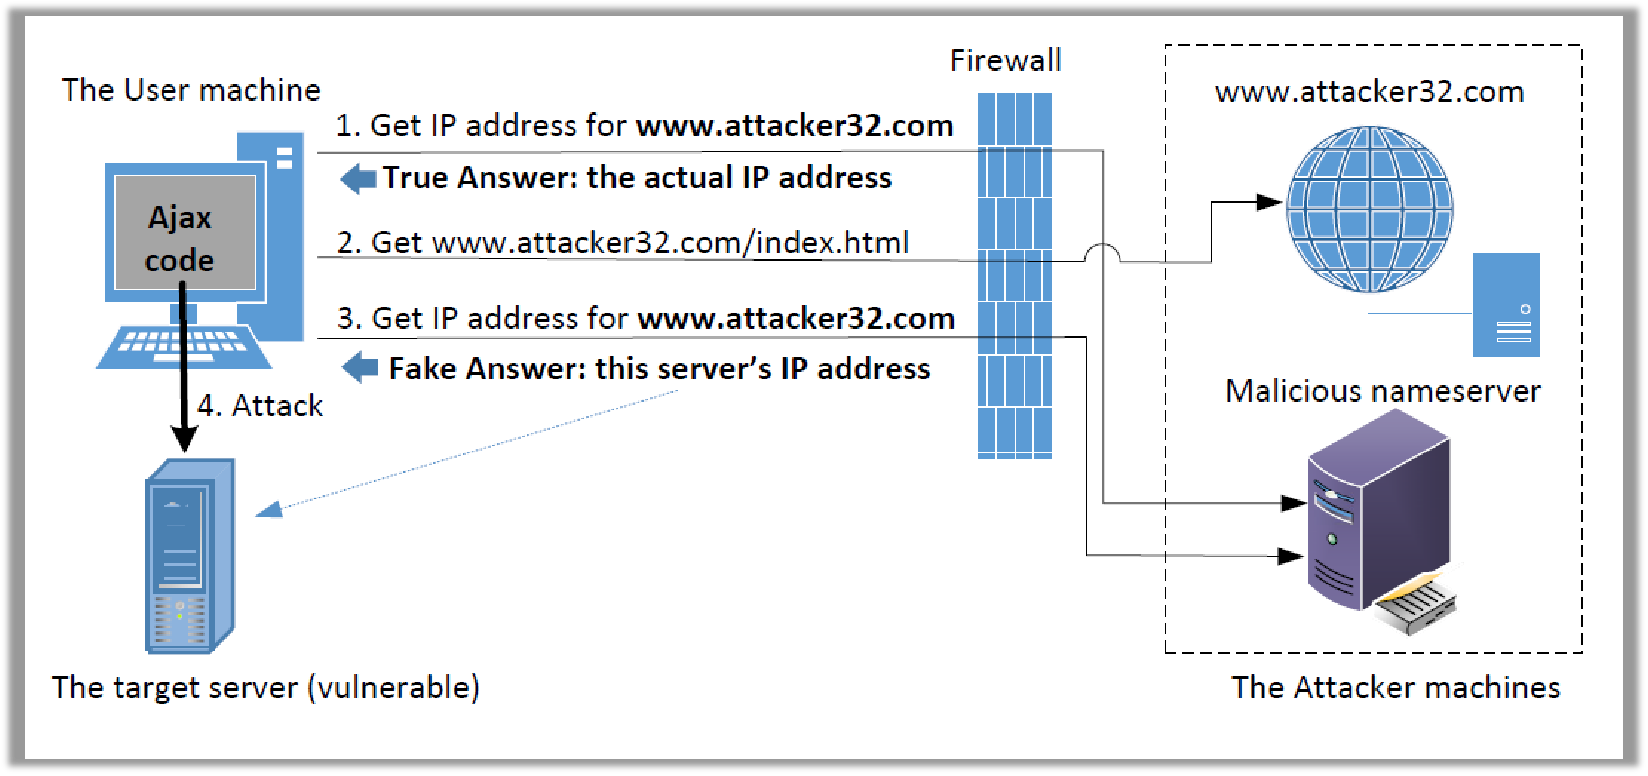 Firewall
The User machine
www.attacker32.com
1. Get IP address for www.attacker32.com
True Answer: the actual IP address
Ajax
code
2. Get www.attacker32.com/index.html
3. Get IP address for www.attacker32.com
Fake Answer: this server's IP address
Malicious nameserver
4. Attack
The target server (vulnerable)
The Attacker machines